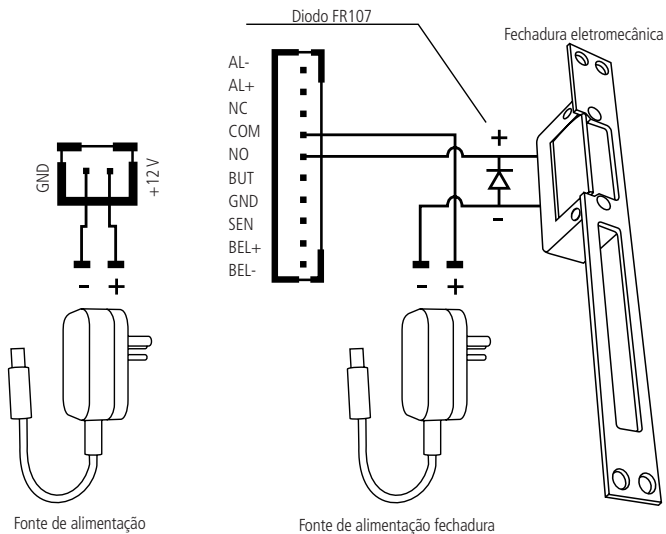 Diodo FR107
Fechadura eletromecânica
AL-
AL+
NC
COM
NO
BUT
GND
SEN
BEL+
BEL-
GND
+12 V
+
-
- +
- +
Fonte de alimentação
Fonte de alimentação fechadura